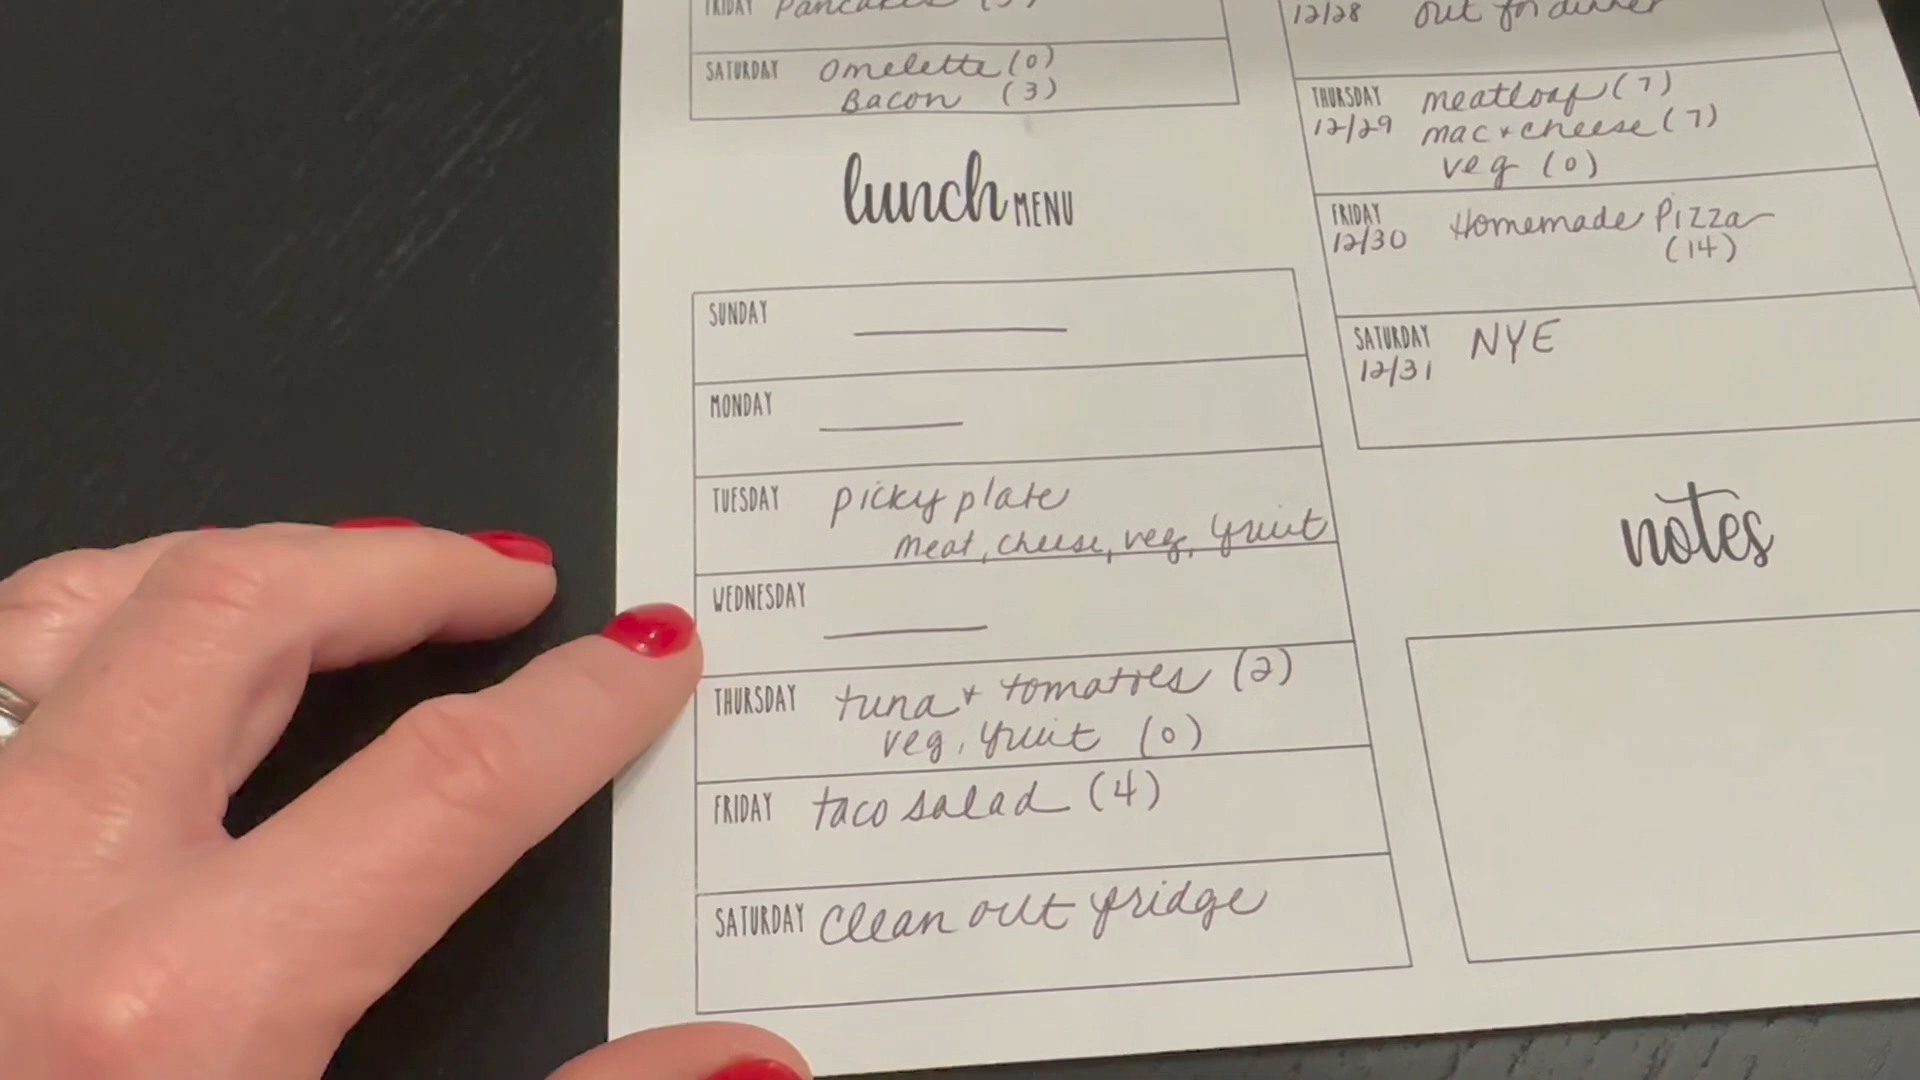 FRIDAY Pancakes
SATURDAY Omelette (0)
Bacon (3)
lunch MENU
SUNDAY
MONDAY
TUESDAY picky plate
meat, cheese, veg, fruit
WEDNESDAY
THURSDAY tuna + tomatoes (2)
veg, fruit (0)
FRIDAY taco salad (4)
SATURDAY Clean out fridge
12/28 out for dinner
THURSDAY meatloaf (7)
12/29 mac + cheese (7)
veg (0)
FRIDAY Homemade Pizza
12/30 (14)
SATURDAY NYE
12/31
notes